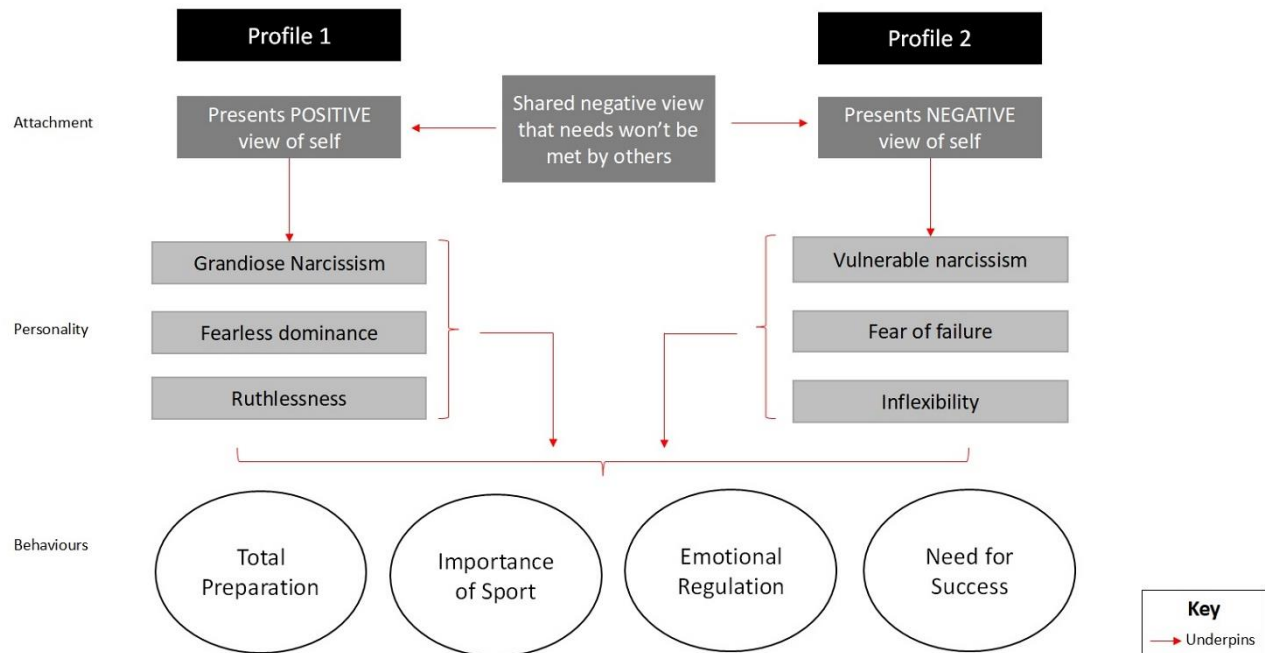 Profile 1
Profile 2
Attachment
Presents POSITIVE
view of self
Shared negative view
that needs won't be
met by others
Presents NEGATIVE
view of self
Grandiose Narcissism
Vulnerable narcissism
Personality
Fearless dominance
Fear of failure
Ruthlessness
Inflexibility
Behaviours
Total
Preparation
Importance
of Sport
Emotional
Regulation
Need for
Success
Key
Underpins